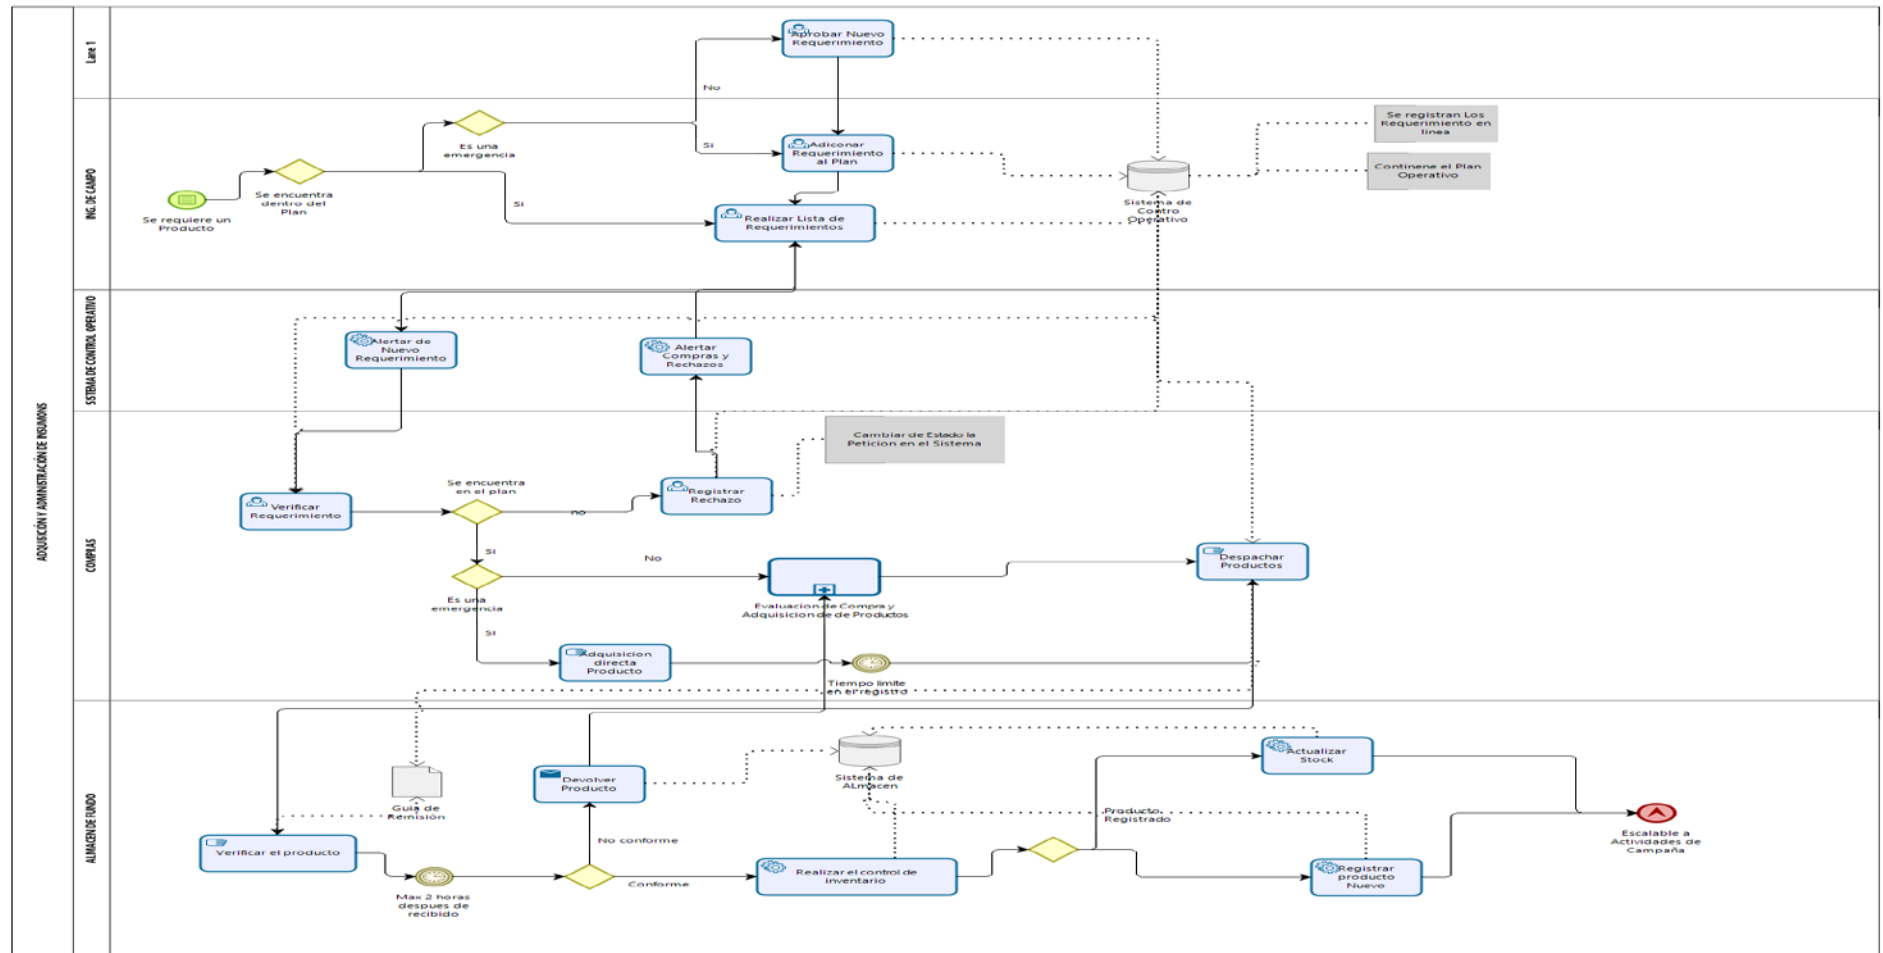 ADQUISICIÓN Y ADMINISTRACIÓN DE INSUMONS
Lane 1
Aprobar Nuevo
Requerimiento
No
ING. DE CAMPO
Se requiere un
Producto
Se encuentra
dentro del
Plan
Es una
emergencia
Si
Si
Adiconar
Requerimiento
al Plan
Realizar Lista de
Requerimientos
Sistema de
Contro
Operativo
Se registran Los
Requerimiento en
linea
Continene el Plan
Operativo
SISTEMA DE CONTROL OPERATIVO
Alertar de
Nuevo
Requerimiento
Alertar
Compras y
Rechazos
COMPRAS
Cambiar de Estado la
Peticion en el Sistema
Verificar
Requerimiento
Se encuentra
en el plan
no
Registrar
Rechazo
Si
No
Es una
emergencia
Evaluacion de Compra y
Adquisicion de de Productos
Despachar
Productos
Si
Adquisicion
directa
Producto
Tiempo limite
en el registro
ALMACEN DE FUNDO
Guia de
Remisión
Devolver
Producto
Sistema de
ALmacen
Actualizar
Stock
Verificar el producto
Max 2 horas
despues de
recibido
No conforme
Conforme
Realizar el control de
inventario
Producto
Registrado
Registrar
producto
Nuevo
Escalable a
Actividades de
Campaña